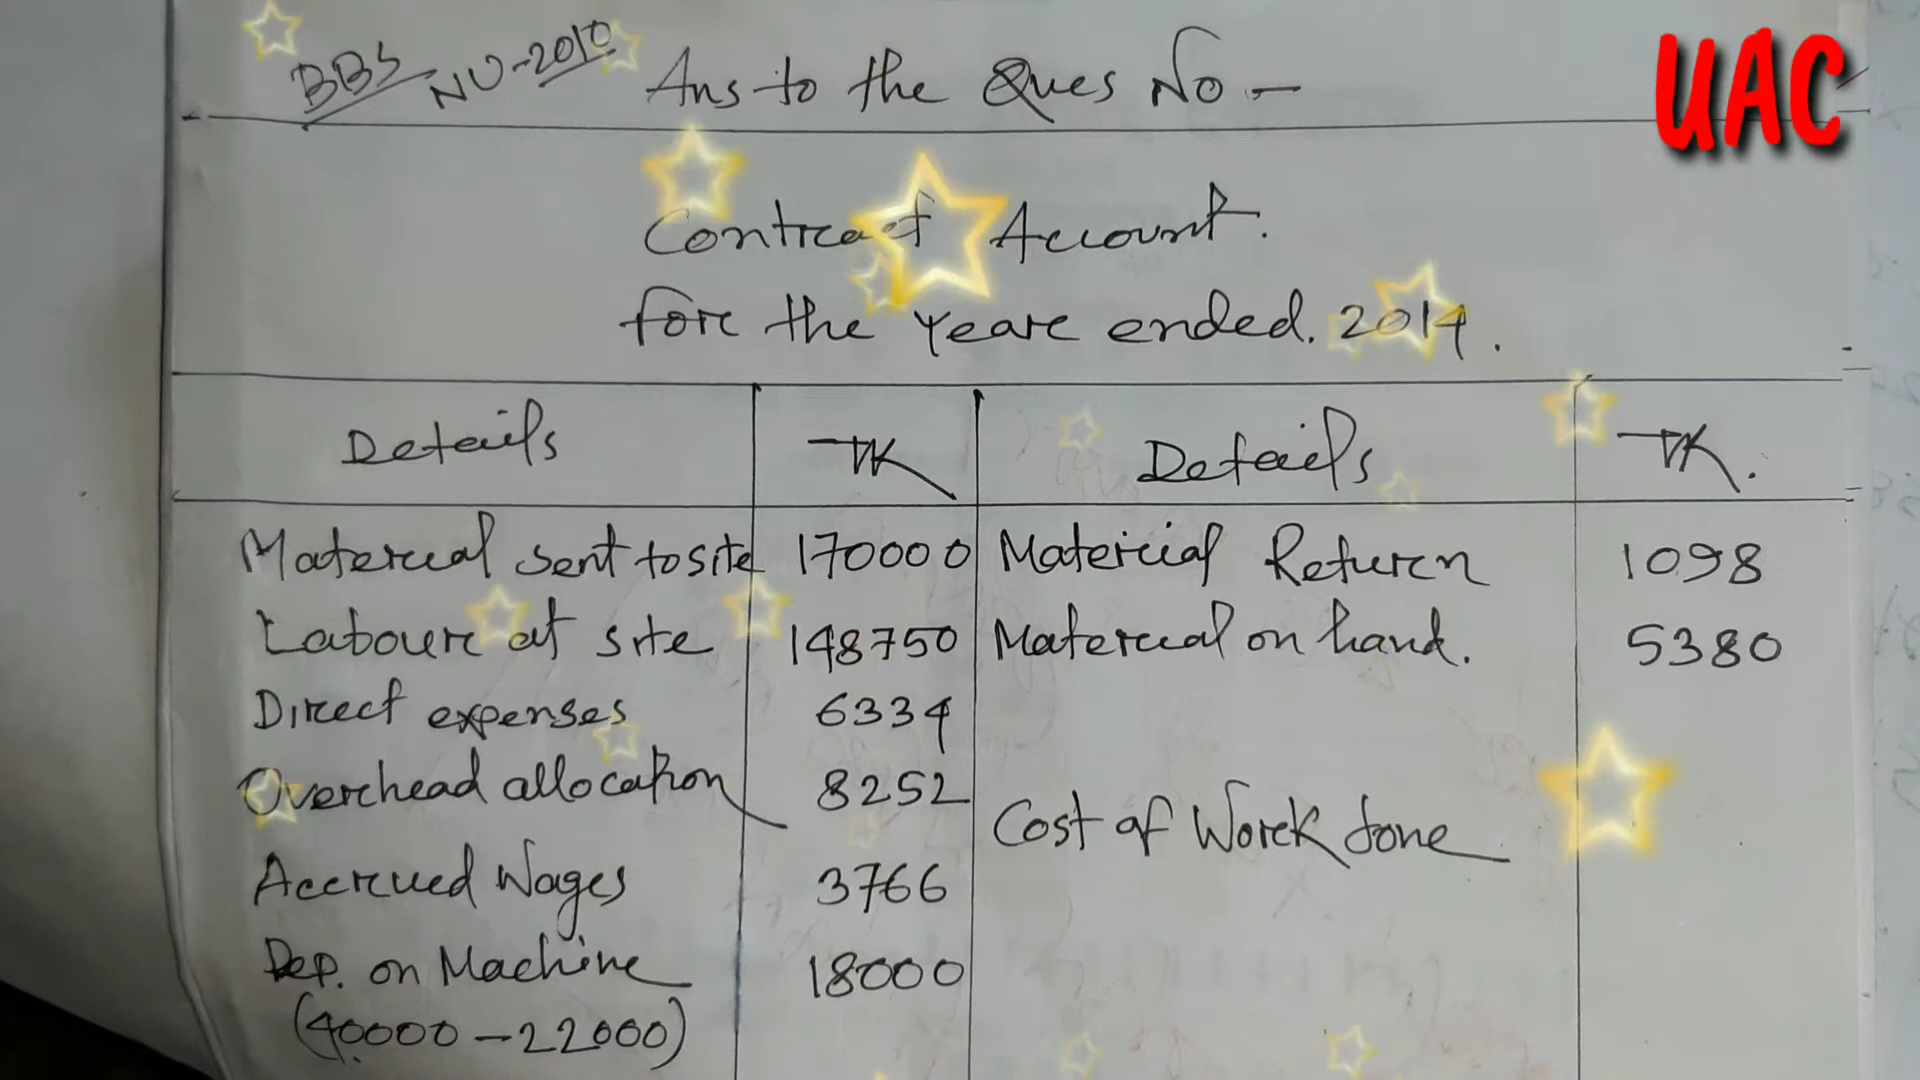 BBS NU-2010
Ans to the Ques No -
UAC
Contract Account.
for the Year ended. 2014.
Details TK Details TK.
Material sent to site 170000 Material Return 1098
Labour at site 148750 Material on hand. 5380
Direct expenses 6334
Overhead allocation 8252 Cost of Work done
Accrued Wages 3766
Dep. on Machine 18000
(40000-22000)